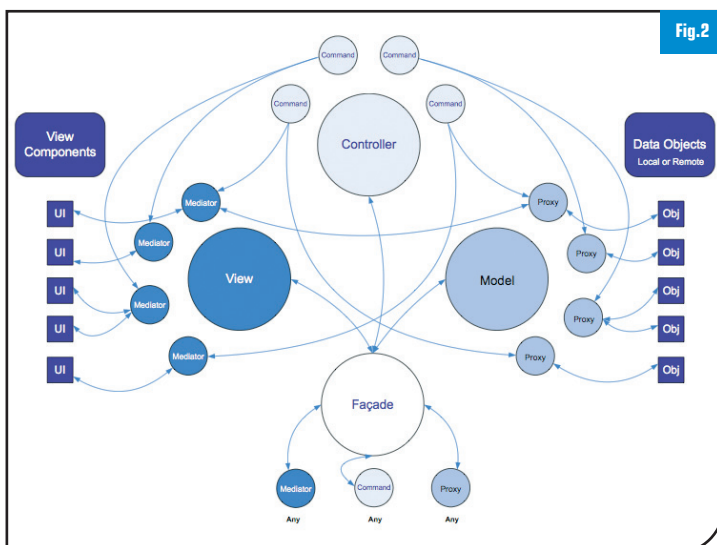 Fig.2
Command
Command
Command
Command
View
Components
Controller
Data Objects
Local or Remote
UI
Mediator
Proxy
Obj
UI
Mediator
Proxy
Obj
View
Model
UI
Mediator
Proxy
Obj
UI
Obj
UI
Mediator
Proxy
Obj
Façade
Mediator
Command
Proxy
Any
Any
Any